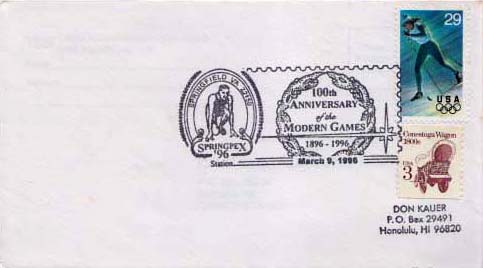 SPRINGFIELD VA 22150
SPRINGPEX
'96
Station
100th
ANNIVERSARY
of the
MODERN GAMES
1896 - 1996
March 9, 1996
29
USA
Conestoga Wagon
1800s
USA
3
DON KAUER
P. O. Box 29491
Honolulu, HI 96820